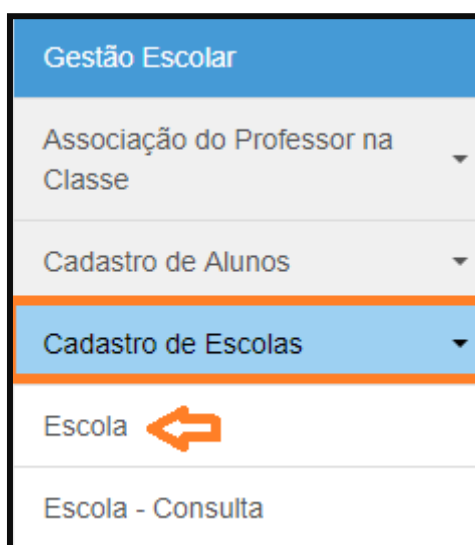 Gestão Escolar
Associação do Professor na
Classe
Cadastro de Alunos
Cadastro de Escolas
Escola
Escola - Consulta